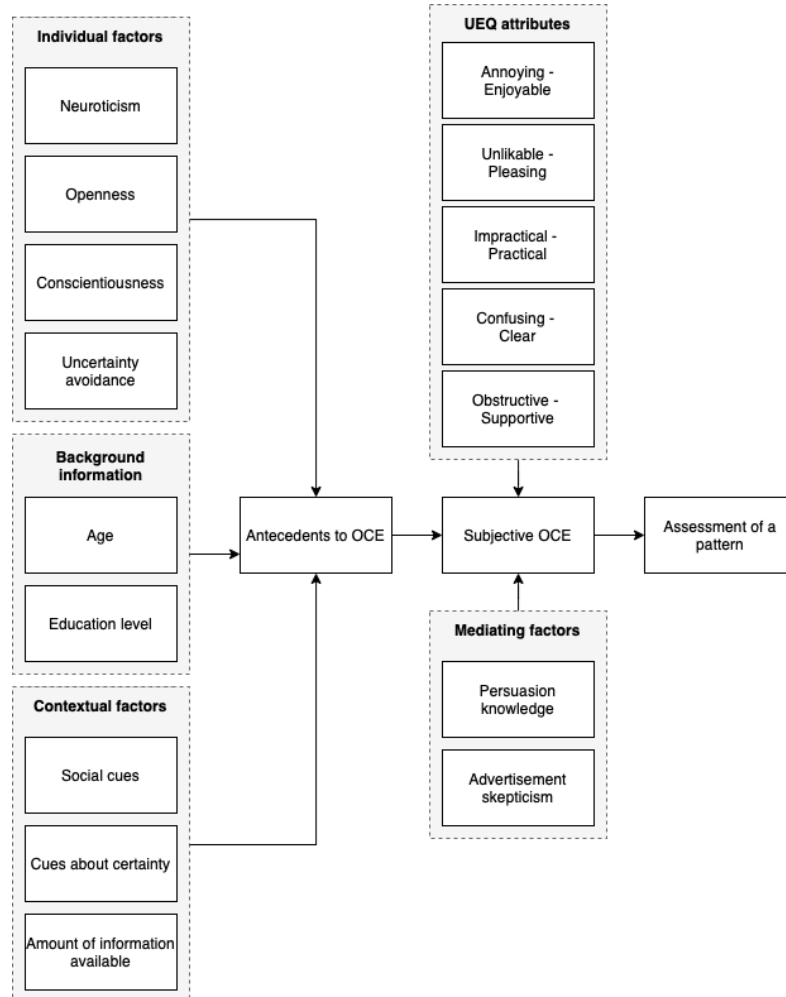 Individual factors
Neuroticism
Openness
Conscientiousness
Uncertainty
avoidance
Background
information
Age
Education level
Contextual factors
Social cues
Cues about certainty
Amount of information
available
Antecedents to OCE
UEQ attributes
Annoying -
Enjoyable
Unlikable -
Pleasing
Impractical -
Practical
Confusing -
Clear
Obstructive -
Supportive
Subjective OCE
Mediating factors
Persuasion
knowledge
Advertisement
skepticism
Assessment of a
pattern